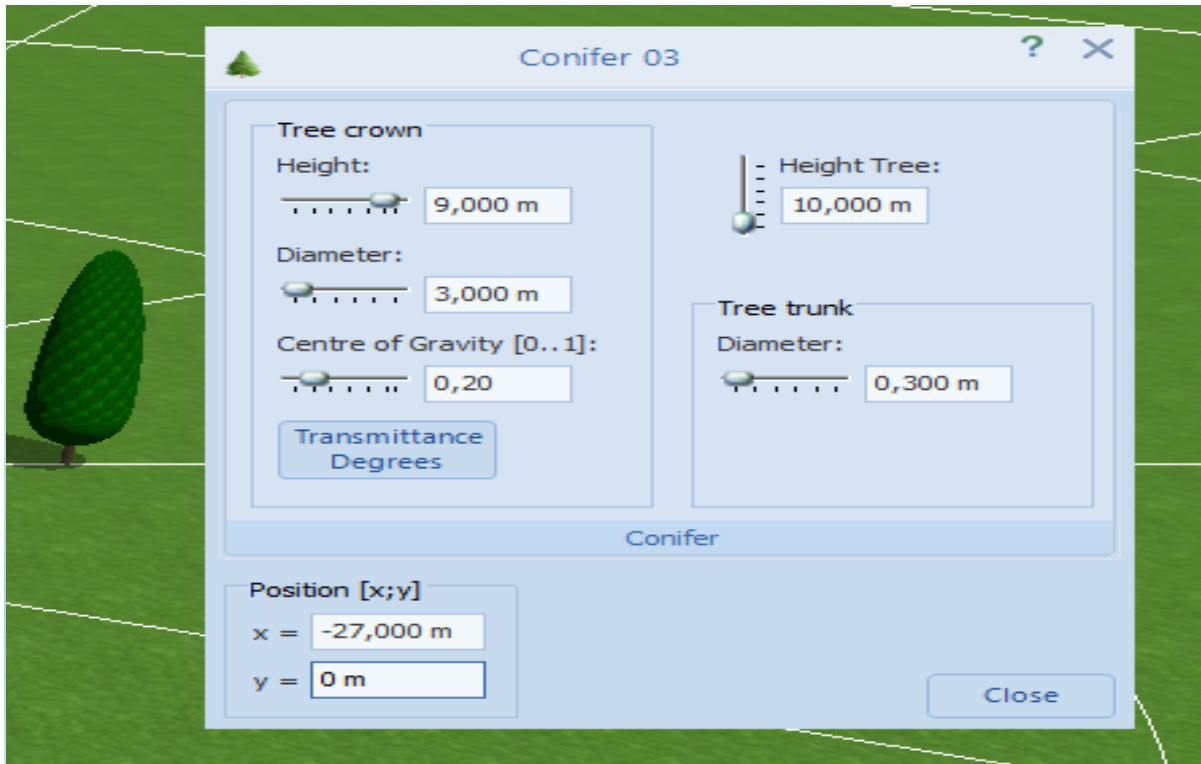 Conifer 03
?
Tree crown
Height:
9,000 m
Diameter:
3,000 m
Centre of Gravity [0..1]:
0,20
Transmittance
Degrees
Height Tree:
10,000 m
Tree trunk
Diameter:
0,300 m
Conifer
Position [x;y]
x = -27,000 m
y = 0 m
Close